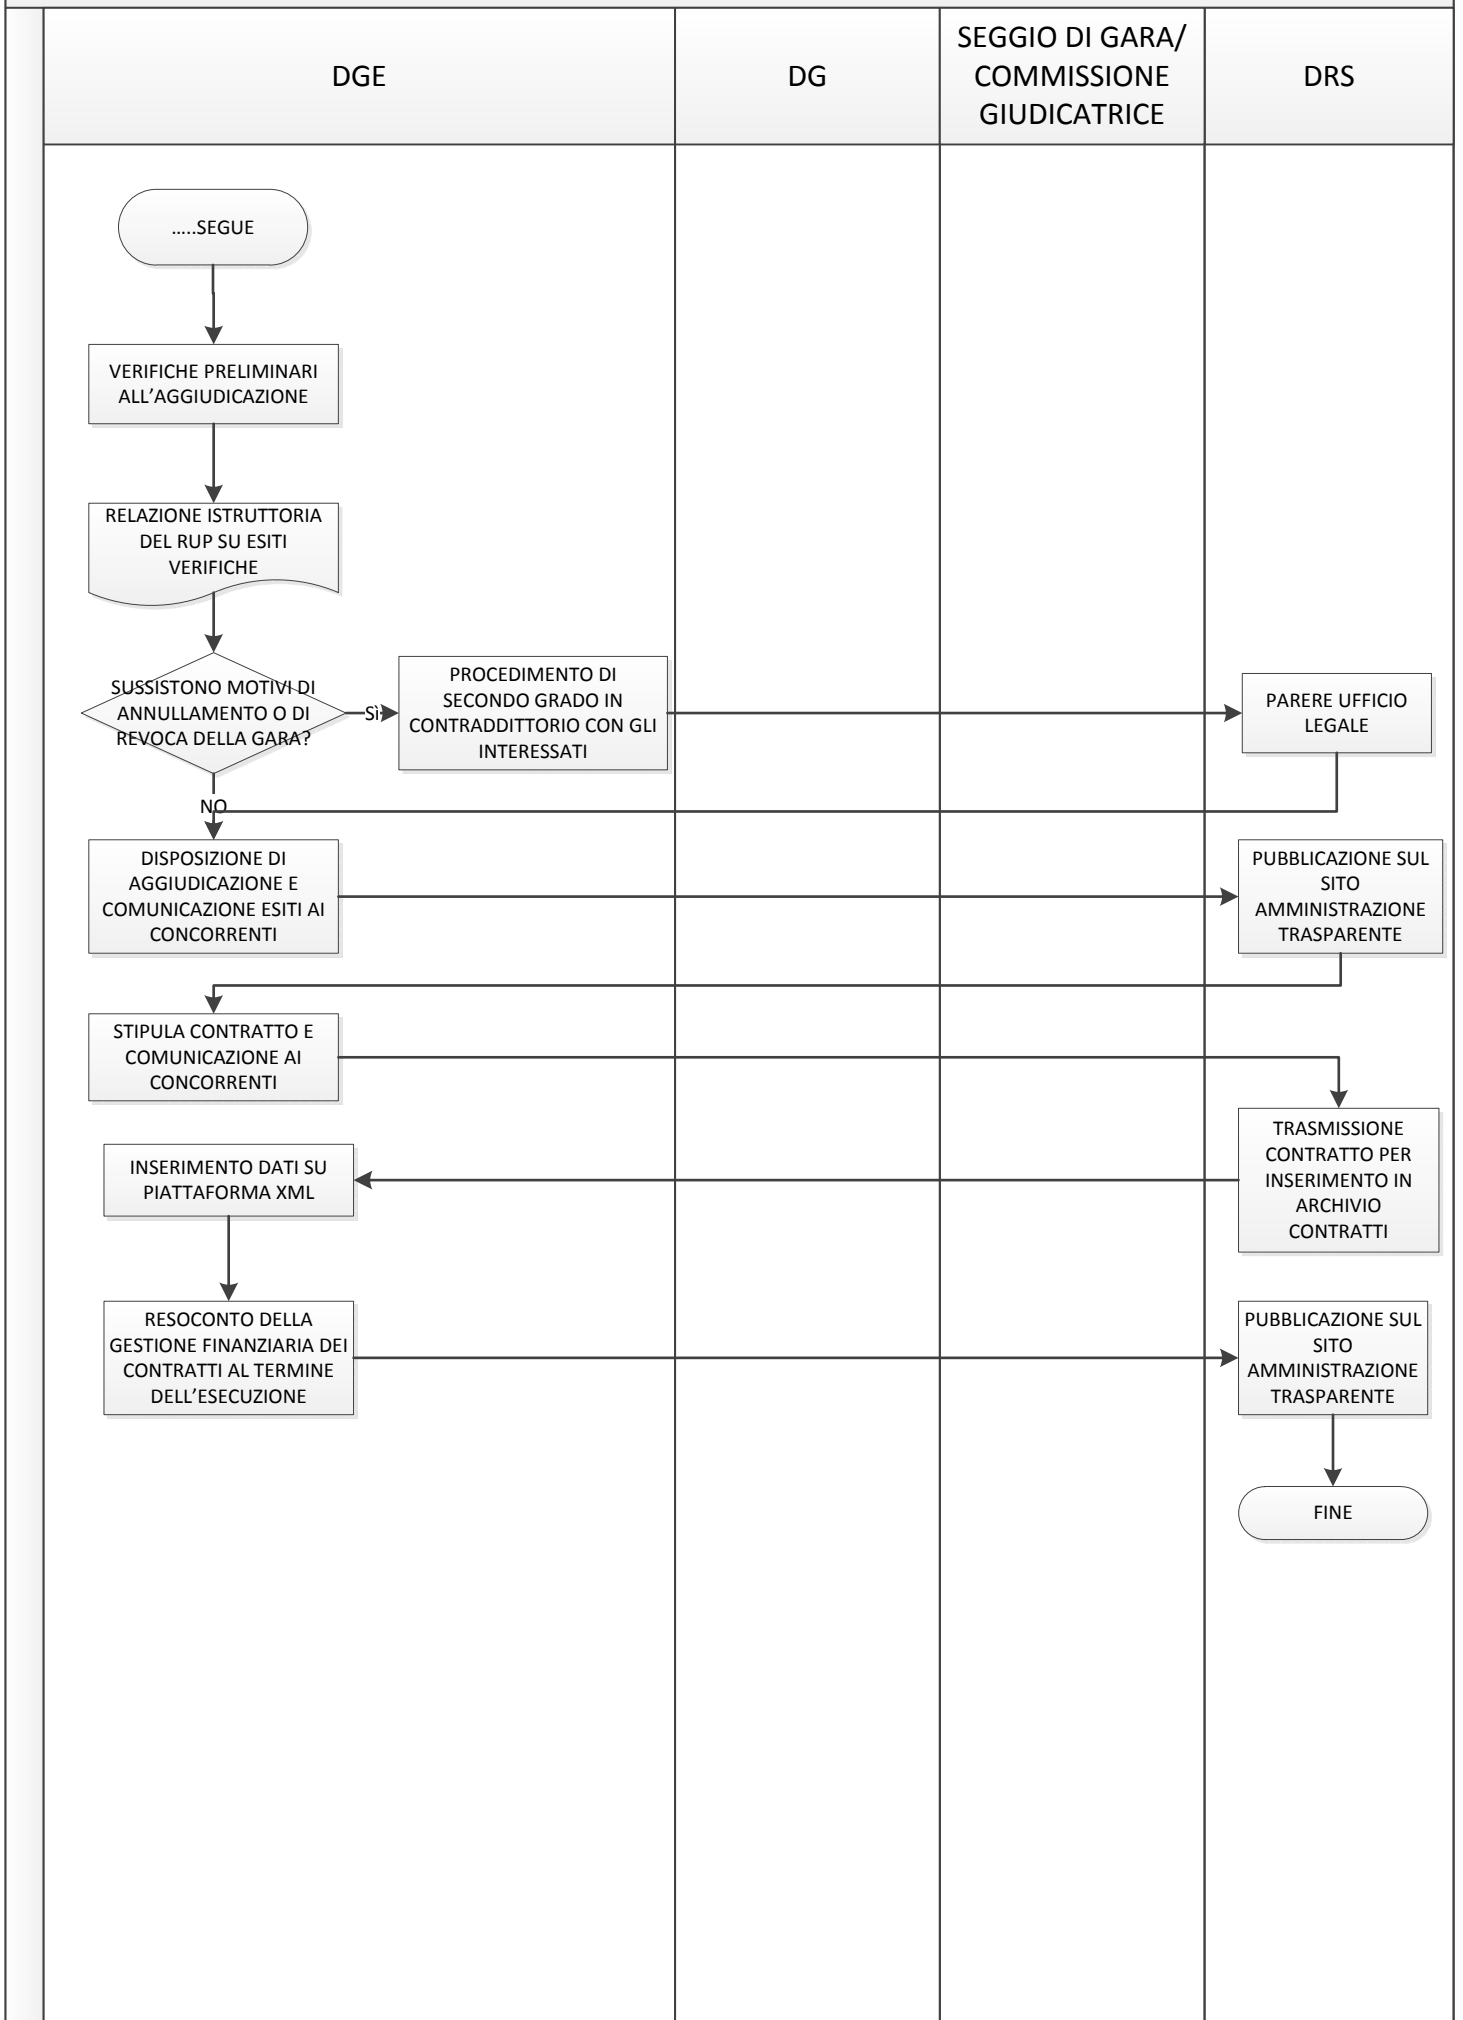 DGE
DG
SEGGIO DI GARA/
COMMISSIONE
GIUDICATRICE
DRS
.....SEGUE
VERIFICHE PRELIMINARI
ALL’AGGIUDICAZIONE
RELAZIONE ISTRUTTORIA
DEL RUP SU ESITI
VERIFICHE
SUSSISTONO MOTIVI DI
ANNULLAMENTO O DI
REVOCA DELLA GARA?
Sì
PROCEDIMENTO DI
SECONDO GRADO IN
CONTRADDITTORIO CON GLI
INTERESSATI
PARERE UFFICIO
LEGALE
NO
DISPOSIZIONE DI
AGGIUDICAZIONE E
COMUNICAZIONE ESITI AI
CONCORRENTI
PUBBLICAZIONE SUL
SITO
AMMINISTRAZIONE
TRASPARENTE
STIPULA CONTRATTO E
COMUNICAZIONE AI
CONCORRENTI
TRASMISSIONE
CONTRATTO PER
INSERIMENTO IN
ARCHIVIO
CONTRATTI
INSERIMENTO DATI SU
PIATTAFORMA XML
RESOCONTO DELLA
GESTIONE FINANZIARIA DEI
CONTRATTI AL TERMINE
DELL’ESECUZIONE
PUBBLICAZIONE SUL
SITO
AMMINISTRAZIONE
TRASPARENTE
FINE